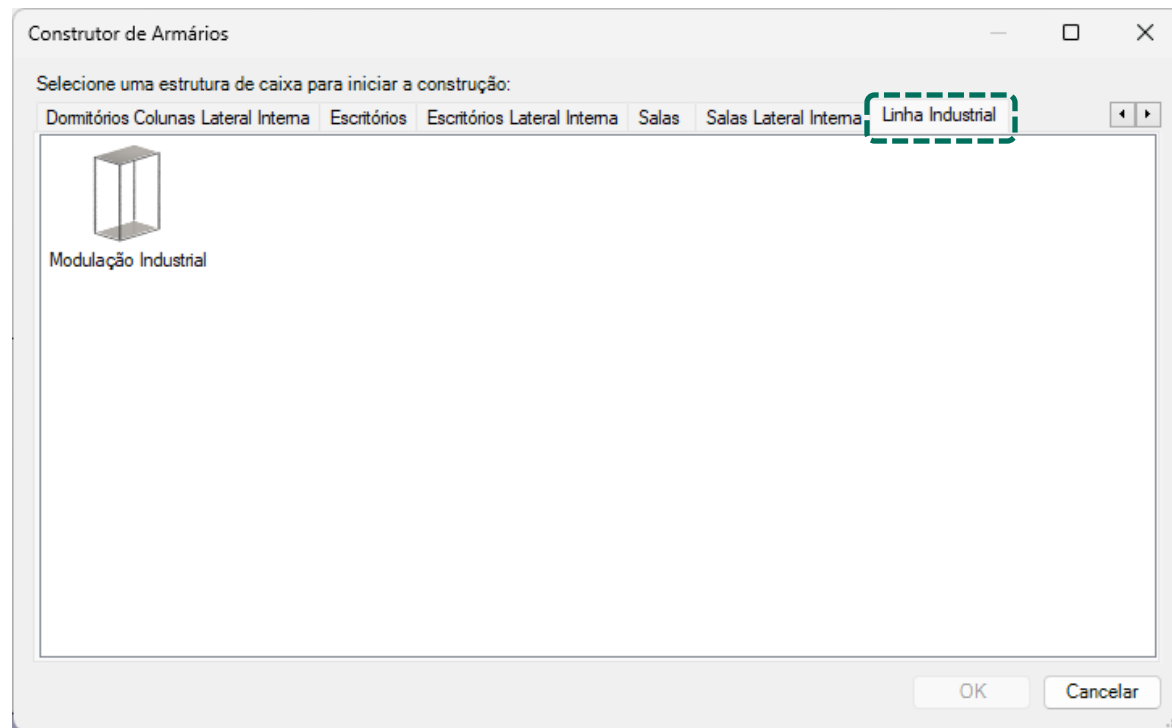 Construtor de Armários
Selecione uma estrutura de caixa para iniciar a construção:
Dormitórios Colunas Lateral Interna Escritórios Escritórios Lateral Interna Salas Salas Lateral Interna Linha Industrial
Modulação Industrial
OK Cancelar